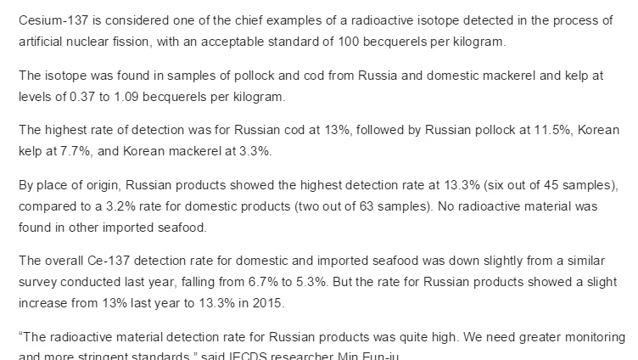 Cesium-137 is considered one of the chief examples of a radioactive isotope detected in the process of
artificial nuclear fission, with an acceptable standard of 100 becquerels per kilogram.
The isotope was found in samples of pollock and cod from Russia and domestic mackerel and kelp at
levels of 0.37 to 1.09 becquerels per kilogram.
The highest rate of detection was for Russian cod at 13%, followed by Russian pollock at 11.5%, Korean
kelp at 7.7%, and Korean mackerel at 3.3%.
By place of origin, Russian products showed the highest detection rate at 13.3% (six out of 45 samples),
compared to a 3.2% rate for domestic products (two out of 63 samples). No radioactive material was
found in other imported seafood.
The overall Ce-137 detection rate for domestic and imported seafood was down slightly from a similar
survey conducted last year, falling from 6.7% to 5.3%. But the rate for Russian products showed a slight
increase from 13% last year to 13.3% in 2015.
“The radioactive material detection rate for Russian products was quite high. We need greater monitoring
and more stringent standards,” said IECDS researcher Min Eun-ju